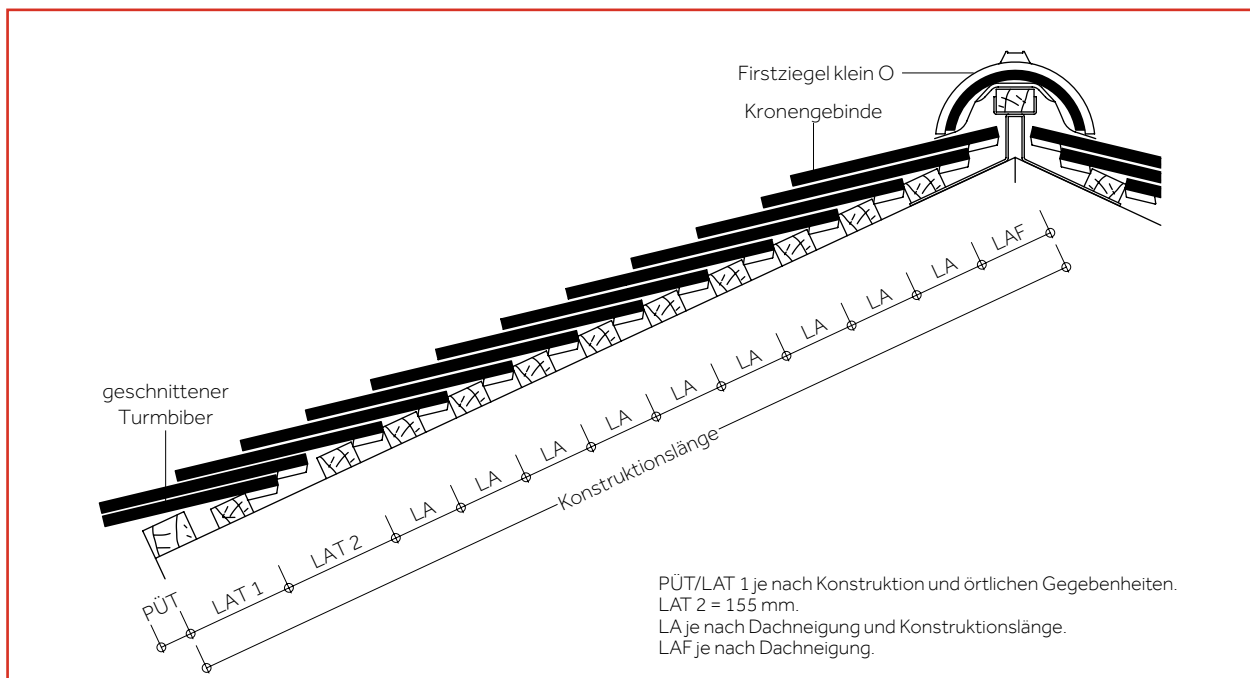 Firstziegel klein O
Kronengebinde
geschnittener
Turmbiber
PÜT LAT 1 LAT 2 LA LA LA LA LA LA LA LA LA LAF
Konstruktionslänge
PÜT/LAT 1 je nach Konstruktion und örtlichen Gegebenheiten.
LAT 2 = 155 mm.
LA je nach Dachneigung und Konstruktionslänge.
LAF je nach Dachneigung.